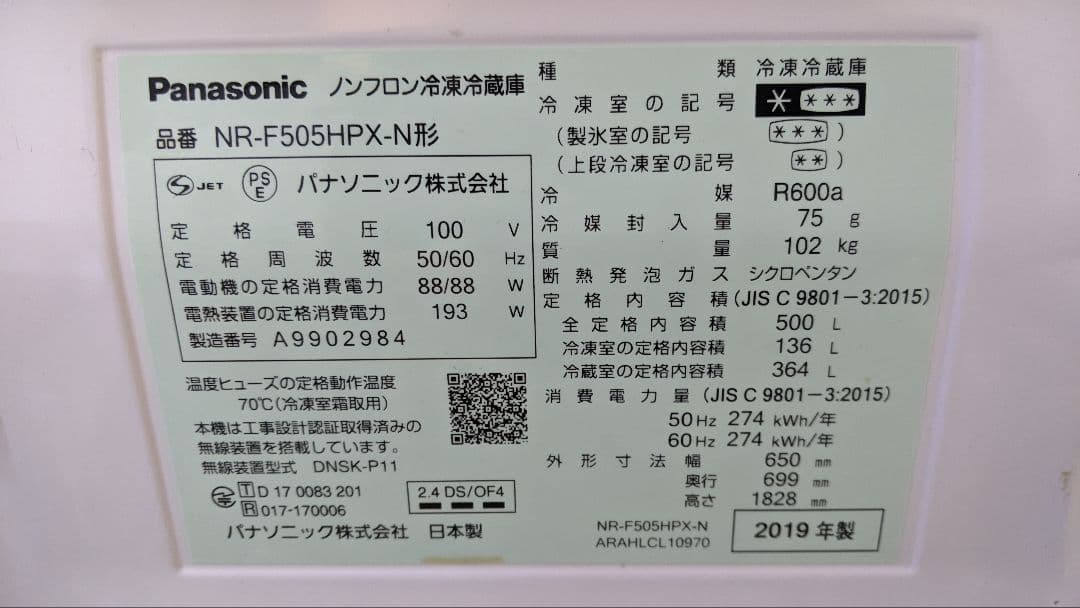 Panasonic ノンフロン冷凍冷蔵庫
品番 NR-F505HPX-N形
S JET PS E パナソニック株式会社
定格電圧 100 V
定格周波数 50/60 Hz
電動機の定格消費電力 88/88 W
電熱装置の定格消費電力 193 W
製造番号 A9902984
温度ヒューズの定格動作温度
70℃(冷凍室霜取用)
本機は工事設計認証取得済みの
無線装置を搭載しています。
無線装置型式 DNSK-P11
T D 17 0083 201
R 017-170006
2.4 DS/OF4
パナソニック株式会社 日本製
種類 冷凍冷蔵庫
冷凍室の記号 * ***
(製氷室の記号 *** )
(上段冷凍室の記号 ** )
冷媒 R600a
冷媒封入量 75 g
質量 102 kg
断熱発泡ガス シクロペンタン
定格内容積 (JIS C 9801-3:2015)
全定格内容積 500 L
冷凍室の定格内容積 136 L
冷蔵室の定格内容積 364 L
消費電力量 (JIS C 9801-3:2015)
50Hz 274 kWh/年
60Hz 274 kWh/年
外形寸法 幅 650 mm
奥行 699 mm
高さ 1828 mm
NR-F505HPX-N
ARAHLCL10970
2019年製